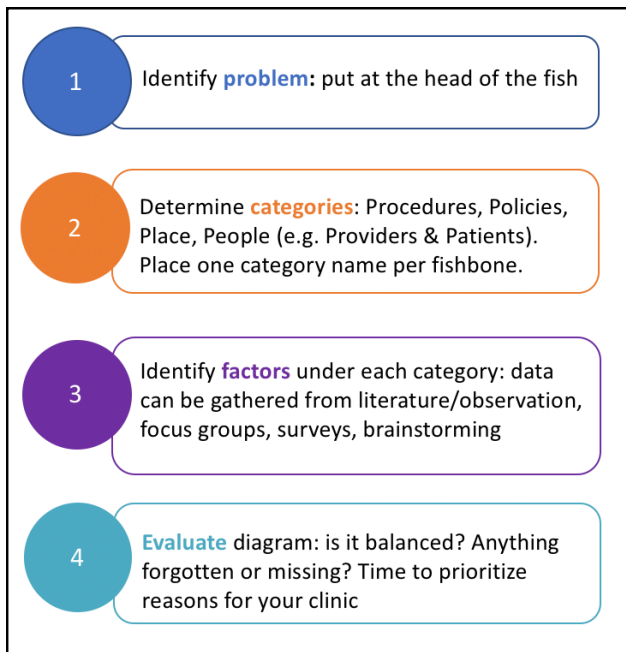 1
Identify problem: put at the head of the fish
2
Determine categories: Procedures, Policies,
Place, People (e.g. Providers & Patients).
Place one category name per fishbone.
3
Identify factors under each category: data
can be gathered from literature/observation,
focus groups, surveys, brainstorming
4
Evaluate diagram: is it balanced? Anything
forgotten or missing? Time to prioritize
reasons for your clinic